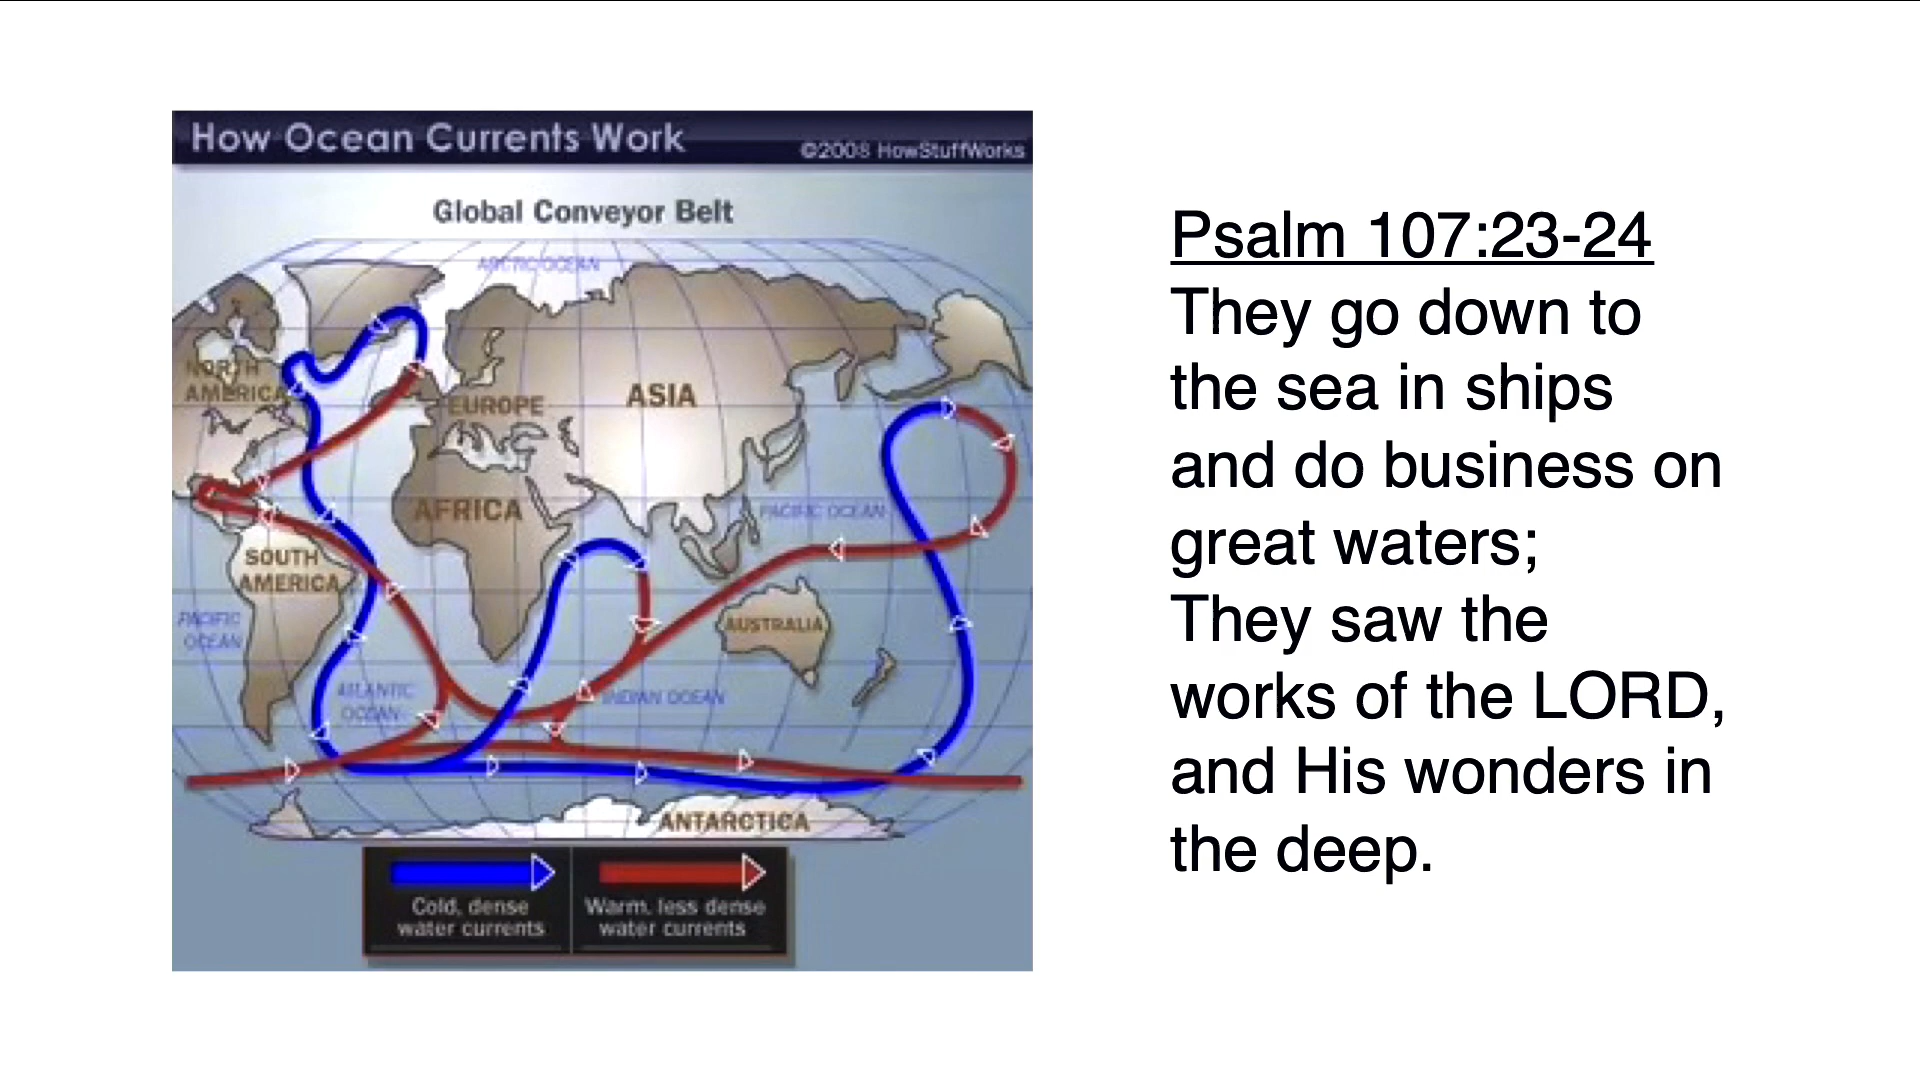 How Ocean Currents Work
©2008 HowStuffWorks
Global Conveyor Belt
ARCTIC OCEAN
NORTH
AMERICA
EUROPE
ASIA
AFRICA
PACIFIC OCEAN
SOUTH
AMERICA
PACIFIC
OCEAN
AUSTRALIA
ATLANTIC
OCEAN
INDIAN OCEAN
ANTARCTICA
Cold, dense
water currents
Warm, less dense
water currents
Psalm 107:23-24
They go down to
the sea in ships
and do business on
great waters;
They saw the
works of the LORD,
and His wonders in
the deep.